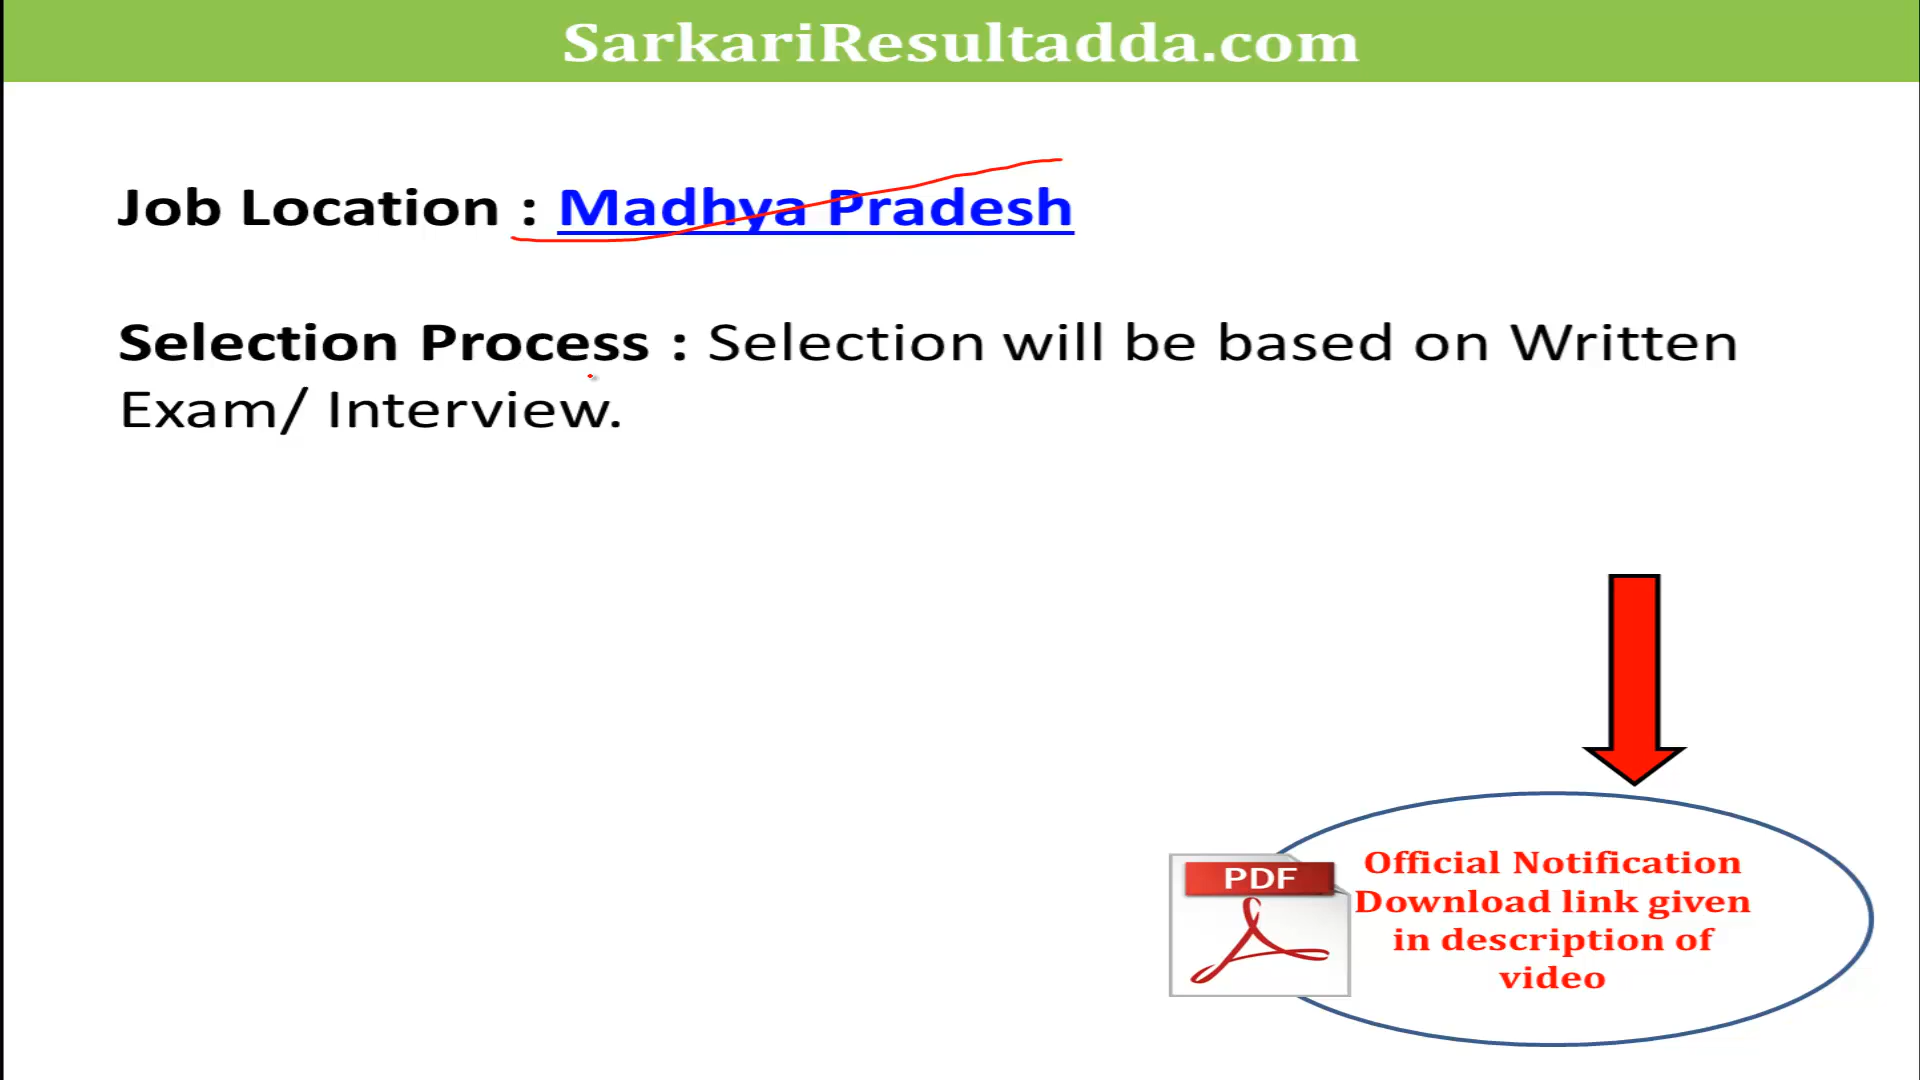 SarkariResultadda.com
Job Location : Madhya Pradesh
Selection Process : Selection will be based on Written
Exam/ Interview.
PDF
Official Notification
Download link given
in description of
video